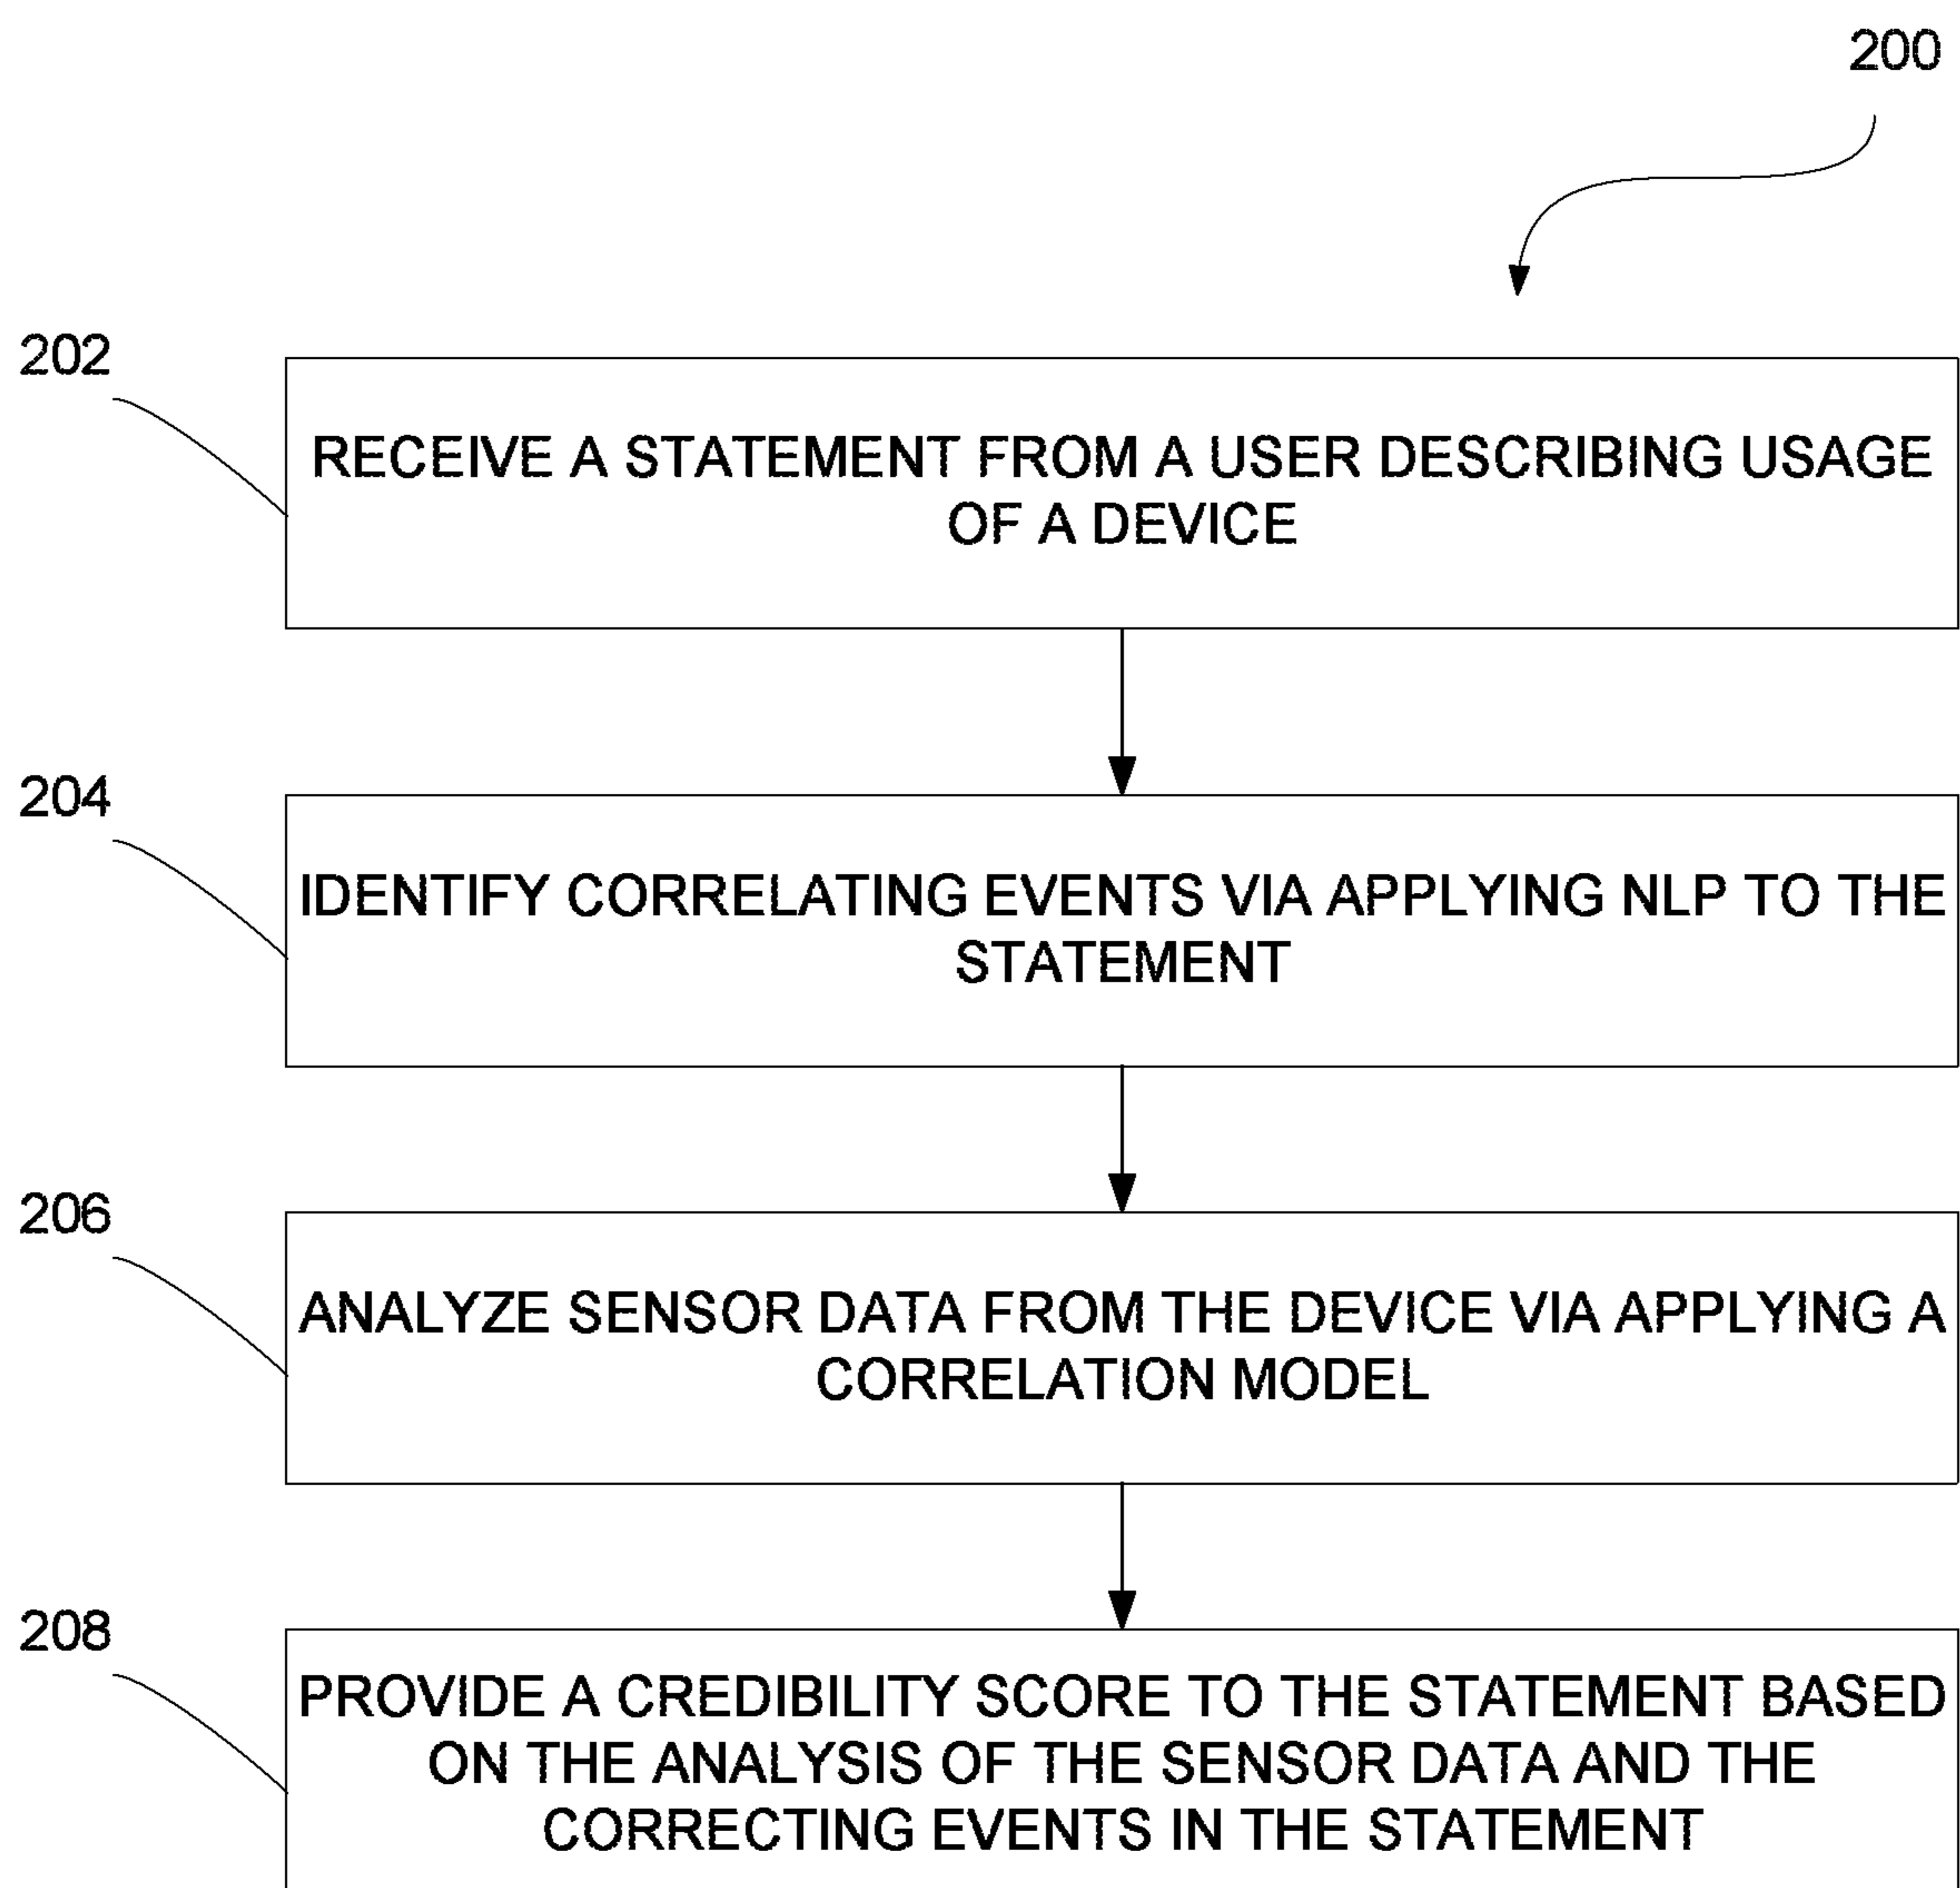 200
202
RECEIVE A STATEMENT FROM A USER DESCRIBING USAGE
OF A DEVICE
204
IDENTIFY CORRELATING EVENTS VIA APPLYING NLP TO THE
STATEMENT
206
ANALYZE SENSOR DATA FROM THE DEVICE VIA APPLYING A
CORRELATION MODEL
208
PROVIDE A CREDIBILITY SCORE TO THE STATEMENT BASED
ON THE ANALYSIS OF THE SENSOR DATA AND THE
CORRECTING EVENTS IN THE STATEMENT